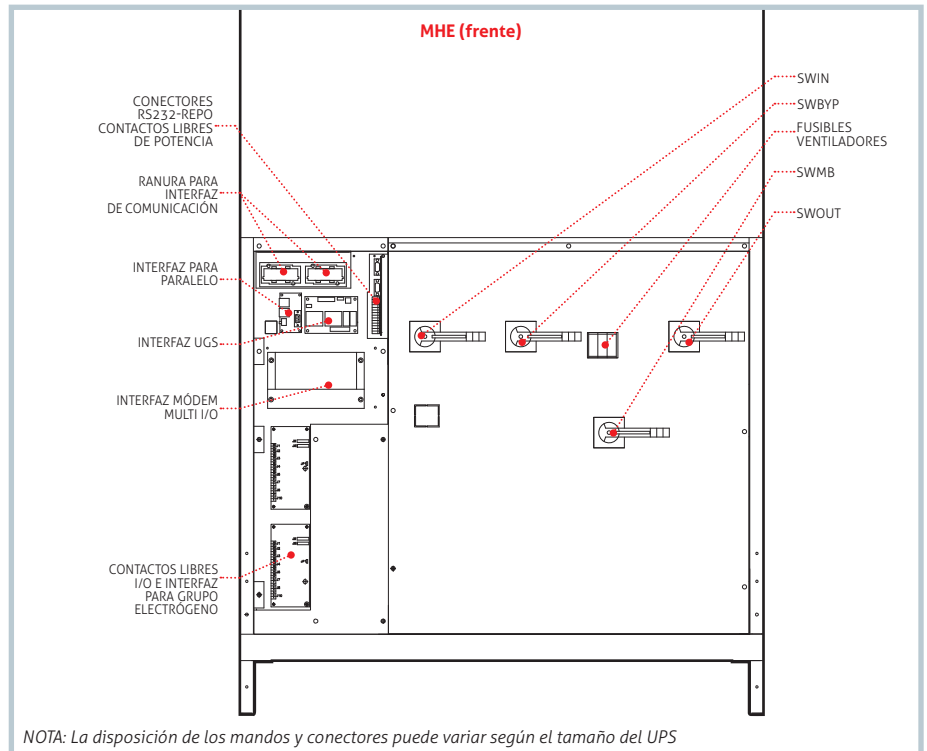 MHE (frente)
CONECTORES
RS232-REPO
CONTACTOS LIBRES
DE POTENCIA
RANURA PARA
INTERFAZ
DE COMUNICACIÓN
INTERFAZ PARA
PARALELO
INTERFAZ UGS
INTERFAZ MÓDEM
MULTI I/O
CONTACTOS LIBRES
I/O E INTERFAZ
PARA GRUPO
ELECTRÓGENO
SWIN
SWBYP
FUSIBLES
VENTILADORES
SWMB
SWOUT
NOTA: La disposición de los mandos y conectores puede variar según el tamaño del UPS